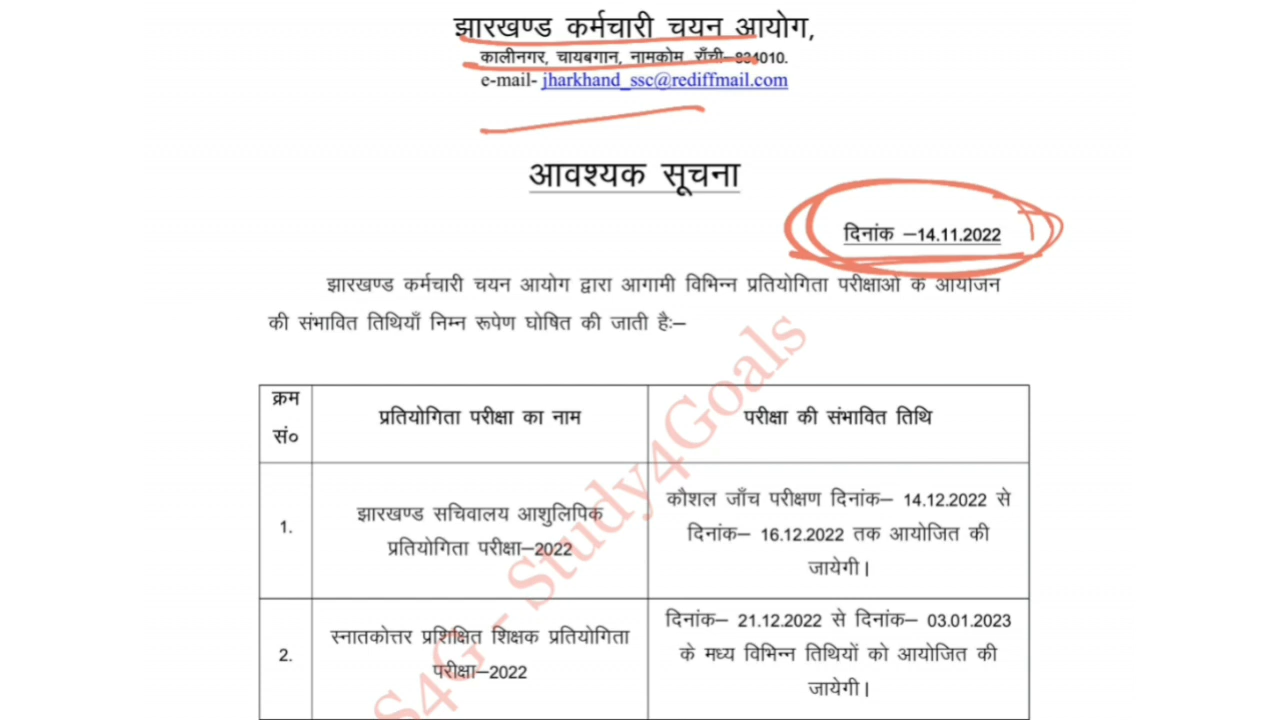 झारखण्ड कर्मचारी चयन आयोग,
कालीनगर, चायबगान, नामकोम, राँची–834010.
e-mail- jharkhand_ssc@rediffmail.com
आवश्यक सूचना
दिनांक –14.11.2022
झारखण्ड कर्मचारी चयन आयोग द्वारा आगामी विभिन्न प्रतियोगिता परीक्षाओं के आयोजन
की संभावित तिथियाँ निम्न रूपेण घोषित की जाती हैः–
क्रम
सं०
प्रतियोगिता परीक्षा का नाम
परीक्षा की संभावित तिथि
1.
झारखण्ड सचिवालय आशुलिपिक
प्रतियोगिता परीक्षा–2022
कौशल जाँच परीक्षण दिनांक– 14.12.2022 से
दिनांक– 16.12.2022 तक आयोजित की
जायेगी।
2.
स्नातकोत्तर प्रशिक्षित शिक्षक प्रतियोगिता
परीक्षा–2022
दिनांक– 21.12.2022 से दिनांक– 03.01.2023
के मध्य विभिन्न तिथियों को आयोजित की
जायेगी।
S4G - Study4Goals